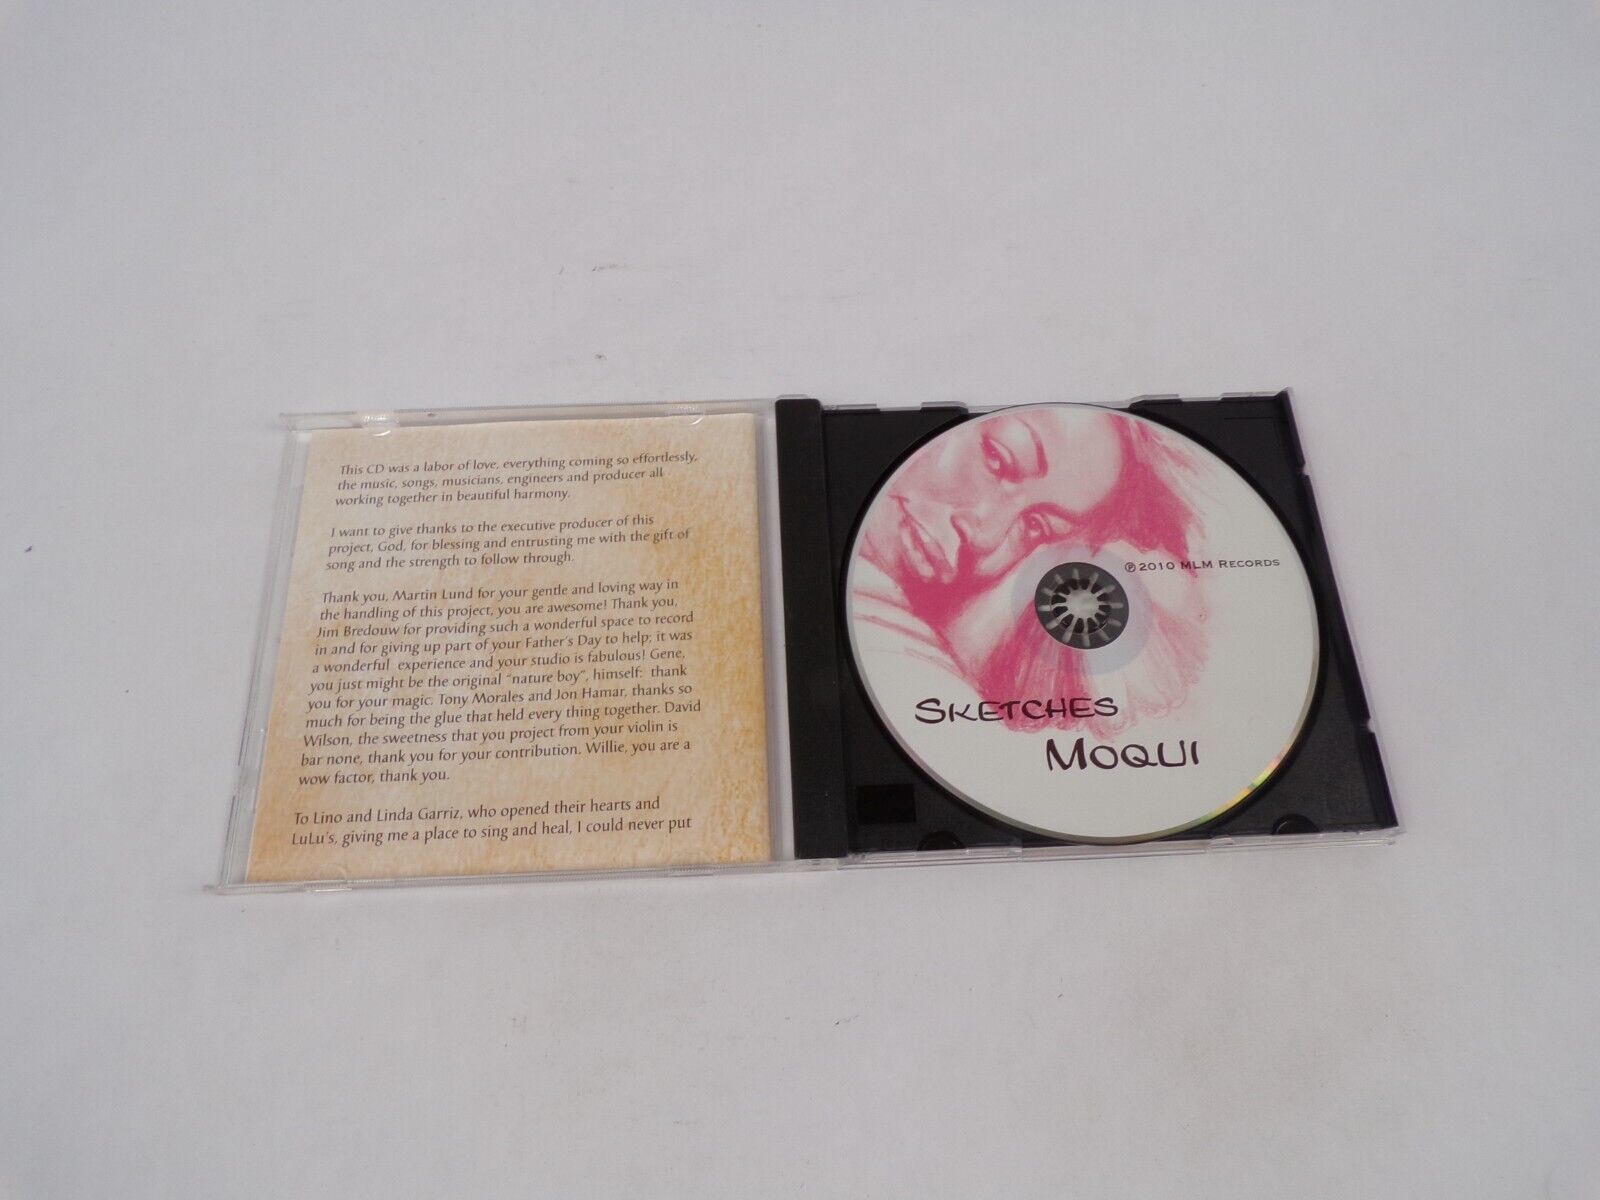 This CD was a labor of love, everything coming so effortlessly,
the music, songs, musicians, engineers and producer all
working together in beautiful harmony.
I want to give thanks to the executive producer of this
project, God, for blessing and entrusting me with the gift of
song and the strength to follow through.
Thank you, Martin Lund for your gentle and loving way in
the handling of this project, you are awesome! Thank you,
Jim Bredouw for providing such a wonderful space to record
in and for giving up part of your Father's Day to help; it was
a wonderful experience and your studio is fabulous! Gene,
you just might be the original "nature boy", himself: thank
you for your magic. Tony Morales and Jon Hamar, thanks so
much for being the glue that held every thing together. David
Wilson, the sweetness that you project from your violin is
bar none, thank you for your contribution. Willie, you are a
wow factor, thank you.
To Lino and Linda Garriz, who opened their hearts and
LuLu's, giving me a place to sing and heal, I could never put
℗ 2010 MLM Records
Sketches
Moqui